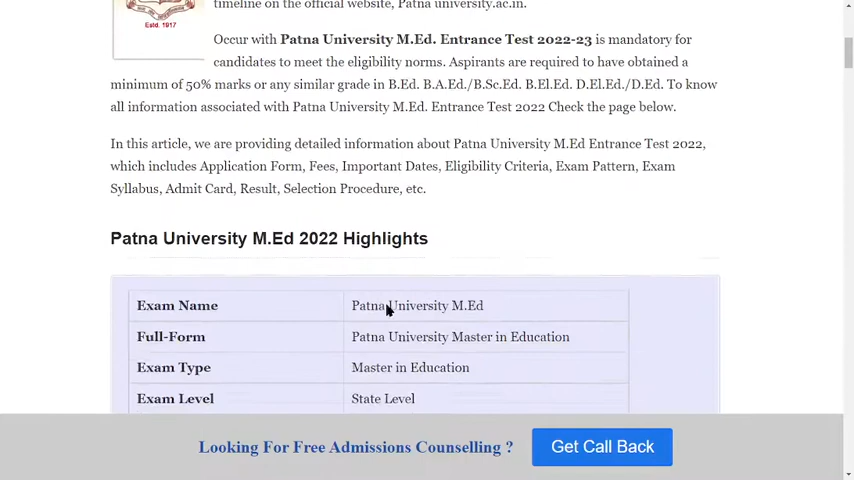 timeline on the official website, Patna university.ac.in.
Estd. 1917
Occur with Patna University M.Ed. Entrance Test 2022-23 is mandatory for
candidates to meet the eligibility norms. Aspirants are required to have obtained a
minimum of 50% marks or any similar grade in B.Ed. B.A.Ed./B.Sc.Ed. B.El.Ed. D.El.Ed./D.Ed. To know
all information associated with Patna University M.Ed. Entrance Test 2022 Check the page below.
In this article, we are providing detailed information about Patna University M.Ed Entrance Test 2022,
which includes Application Form, Fees, Important Dates, Eligibility Criteria, Exam Pattern, Exam
Syllabus, Admit Card, Result, Selection Procedure, etc.
Patna University M.Ed 2022 Highlights
Exam Name Patna University M.Ed
Full-Form Patna University Master in Education
Exam Type Master in Education
Exam Level State Level
Looking For Free Admissions Counselling ? Get Call Back